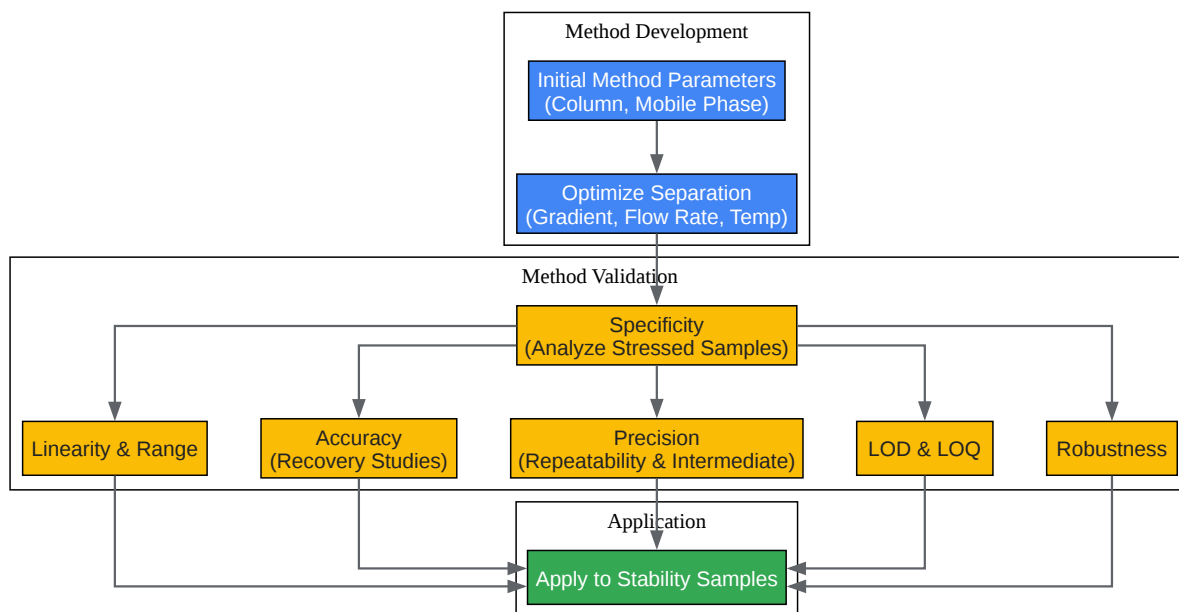 Method Development
Initial Method Parameters
(Column, Mobile Phase)
Optimize Separation
(Gradient, Flow Rate, Temp)
Method Validation
Specificity
(Analyze Stressed Samples)
Linearity & Range
Accuracy
(Recovery Studies)
Precision
(Repeatability & Intermediate)
LOD & LOQ
Robustness
Application
Apply to Stability Samples